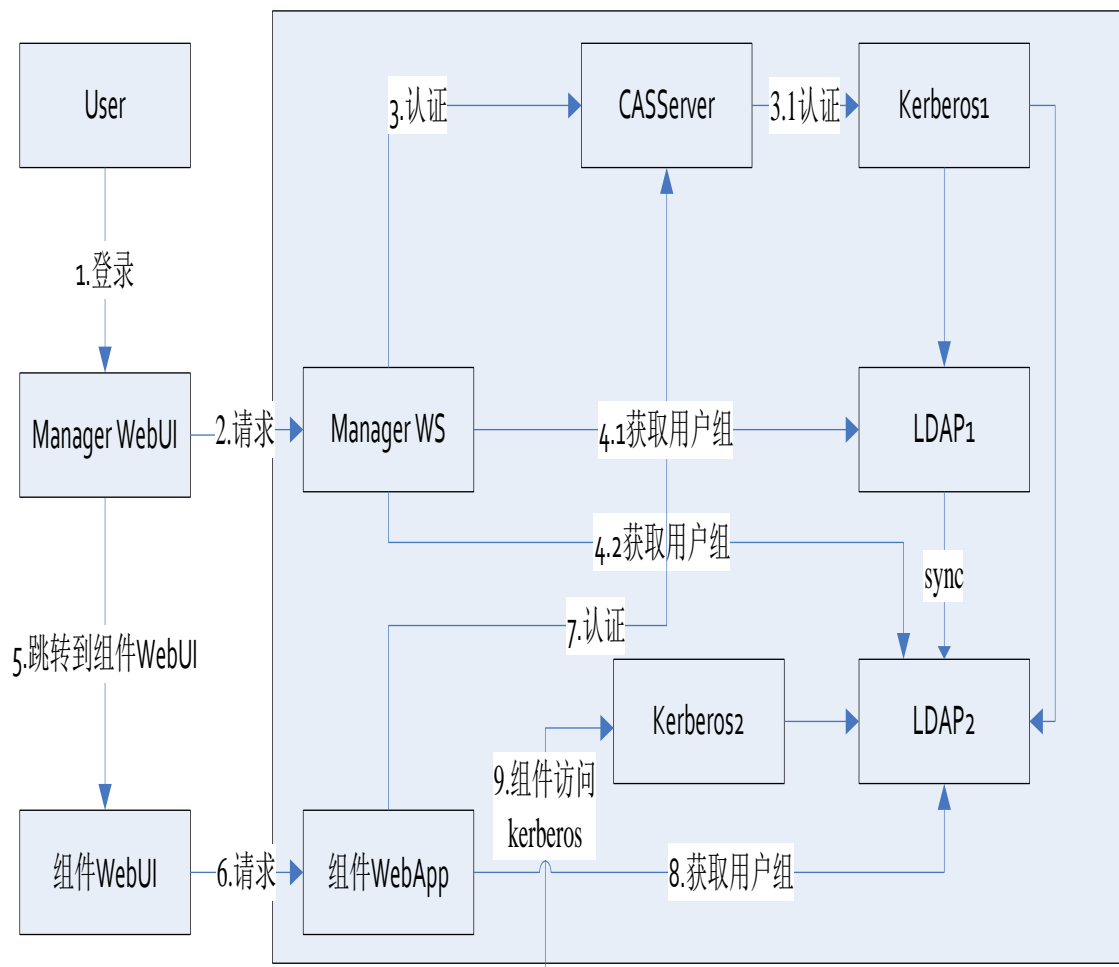 User
3.认证
CASServer
3.1认证
Kerberos1
1.登录
Manager WebUI
2.请求
Manager WS
4.1获取用户组
LDAP1
4.2获取用户组
sync
7.认证
5.跳转到组件WebUI
Kerberos2
LDAP2
9.组件访问
kerberos
组件WebUI
6.请求
组件WebApp
8.获取用户组